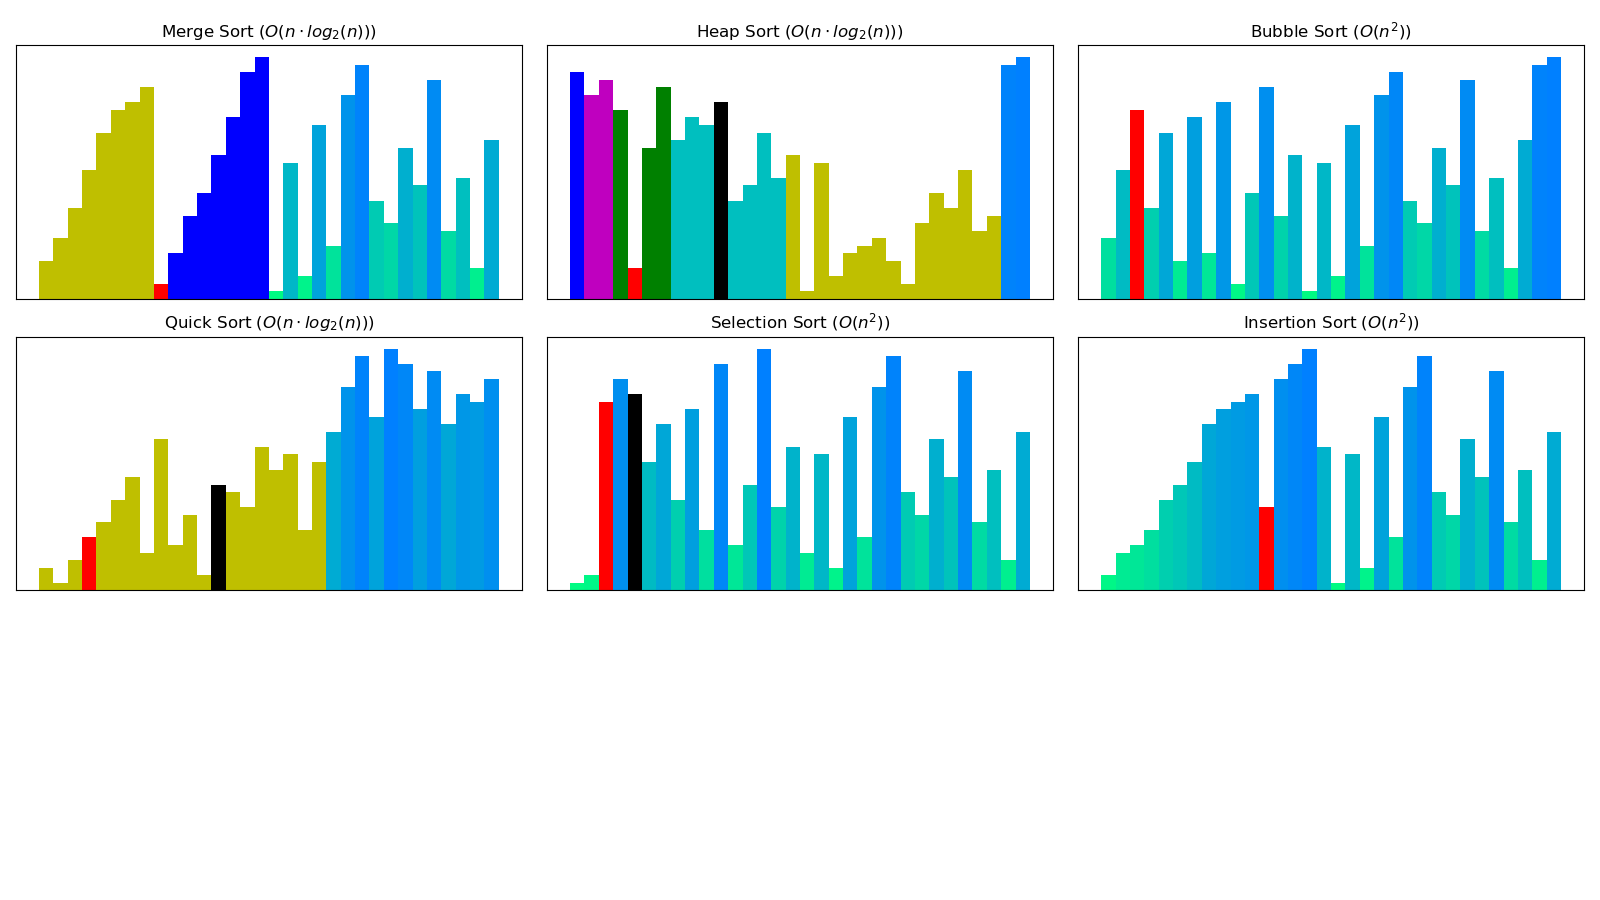 Merge Sort (O(n · log₂(n)))
Heap Sort (O(n · log₂(n)))
Bubble Sort (O(n²))
Quick Sort (O(n · log₂(n)))
Selection Sort (O(n²))
Insertion Sort (O(n²))